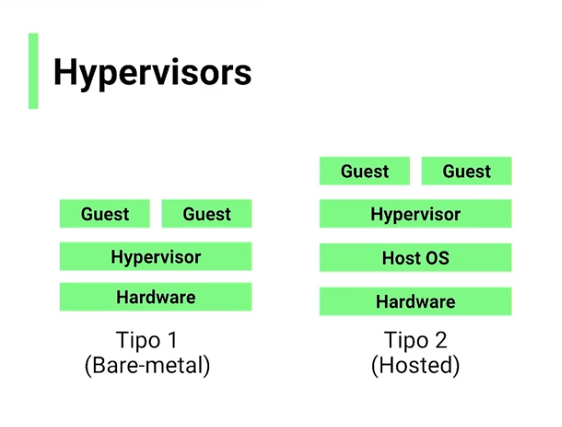 Hypervisors
Guest Guest
Hypervisor
Hardware
Tipo 1
(Bare-metal)
Guest Guest
Hypervisor
Host OS
Hardware
Tipo 2
(Hosted)